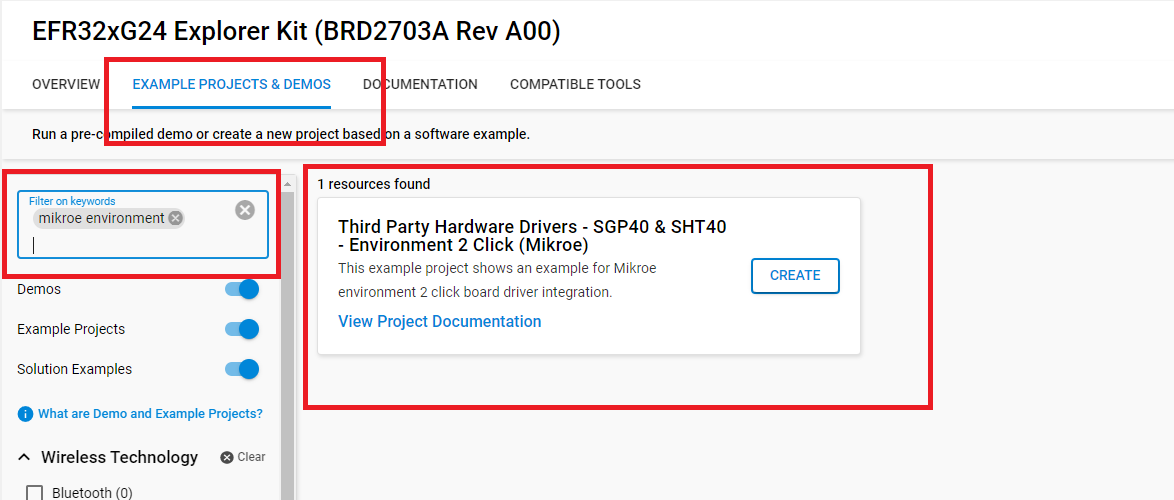 EFR32xG24 Explorer Kit (BRD2703A Rev A00)
OVERVIEW EXAMPLE PROJECTS & DEMOS DOCUMENTATION COMPATIBLE TOOLS
Run a pre-compiled demo or create a new project based on a software example.
Filter on keywords
mikroe environment
Demos
Example Projects
Solution Examples
What are Demo and Example Projects?
Wireless Technology Clear
Bluetooth (0)
1 resources found
Third Party Hardware Drivers - SGP40 & SHT40
- Environment 2 Click (Mikroe)
This example project shows an example for Mikroe
environment 2 click board driver integration.
View Project Documentation
CREATE